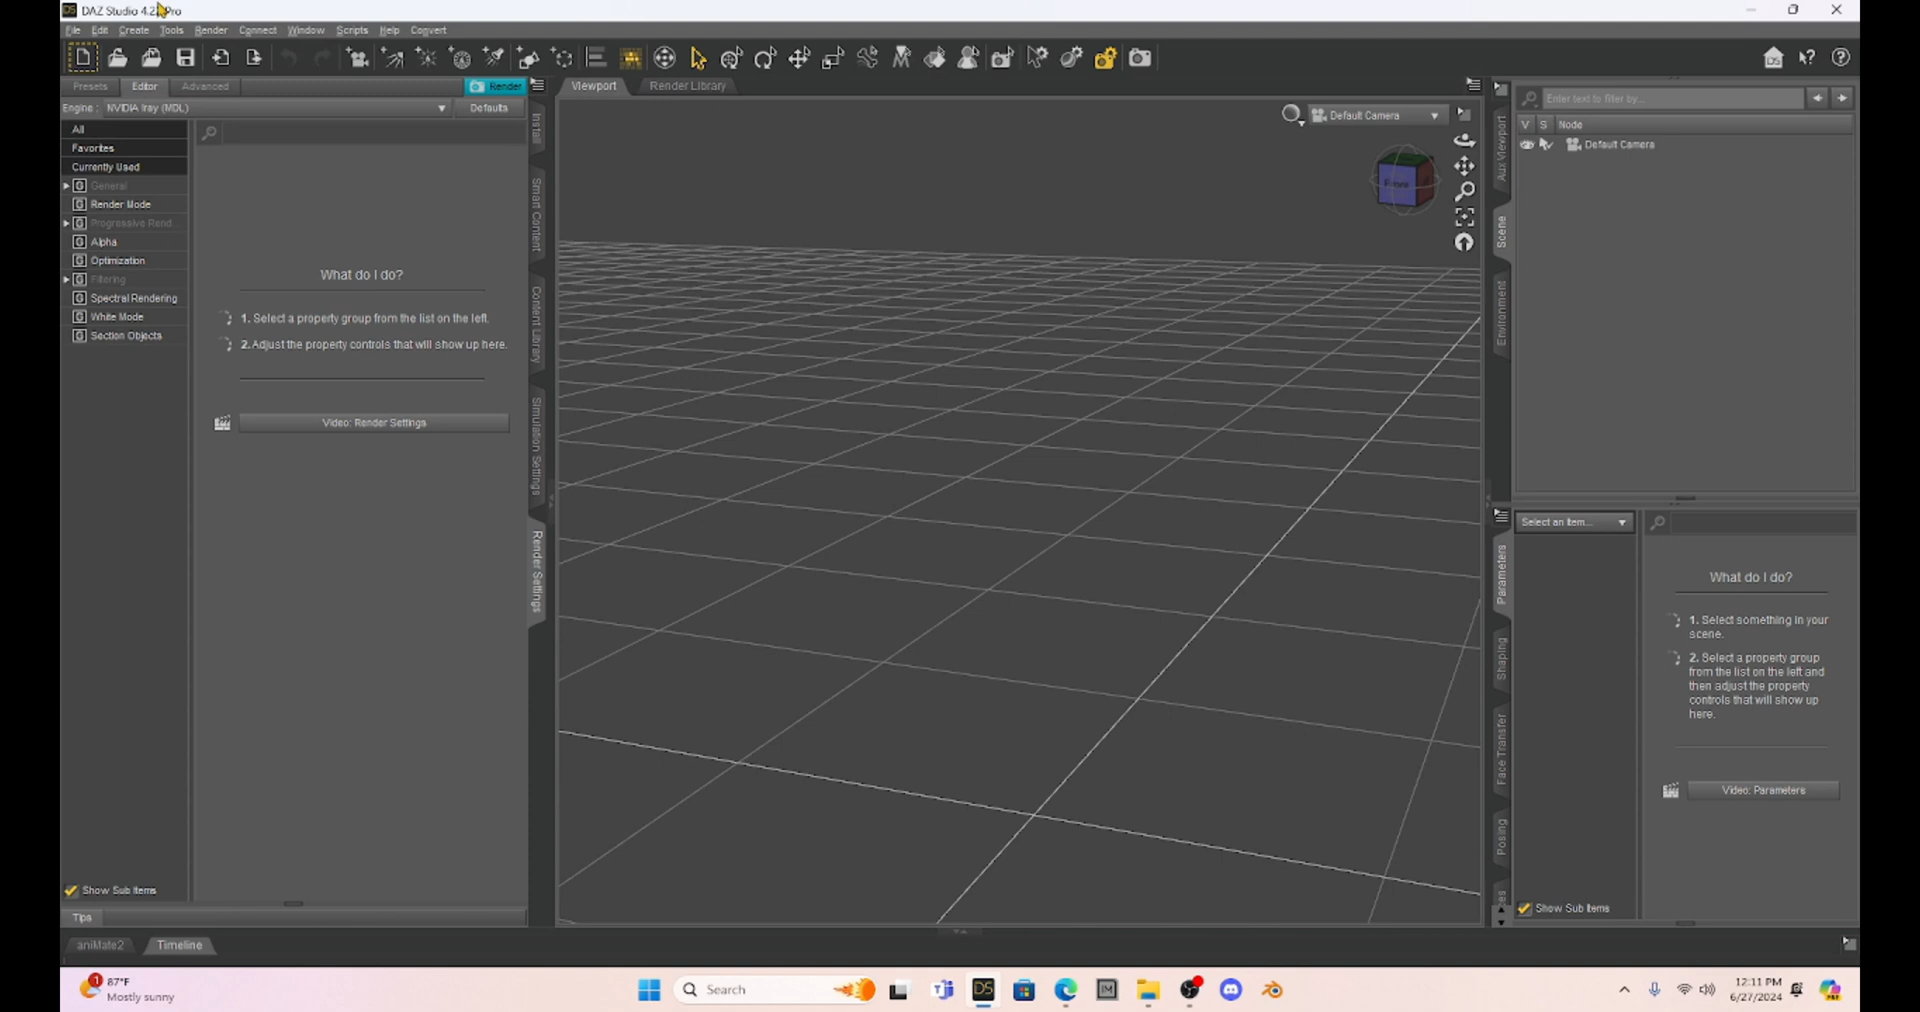 DAZ Studio 4.2 Pro
File Edit Create Tools Render Connect Window Scripts Help Convert
Presets Editor Advanced Render
Engine : NVIDIA Iray (MDL) Defaults
All
Favorites
Currently Used
G General
G Render Mode
G Progressive Rend
G Alpha
G Optimization
G Filtering
G Spectral Rendering
G White Mode
G Section Objects
What do I do?
1. Select a property group from the list on the left.
2. Adjust the property controls that will show up here.
Video: Render Settings
Show Sub Items
Tips
Install
Smart Content
Content Library
Simulation Settings
Render Settings
Viewport Render Library
Default Camera
Front
Aux Viewport
Scene
Environment
Enter text to filter by...
V S Node
Default Camera
Parameters
Shaping
Face Transfer
Posing
Select an Item...
What do I do?
1. Select something in your
scene.
2. Select a property group
from the list on the left and
then adjust the property
controls that will show up
here.
Video: Parameters
Show Sub Items
aniMate2 Timeline
1
87°F
Mostly sunny
Search
DS
IM
12:11 PM
6/27/2024